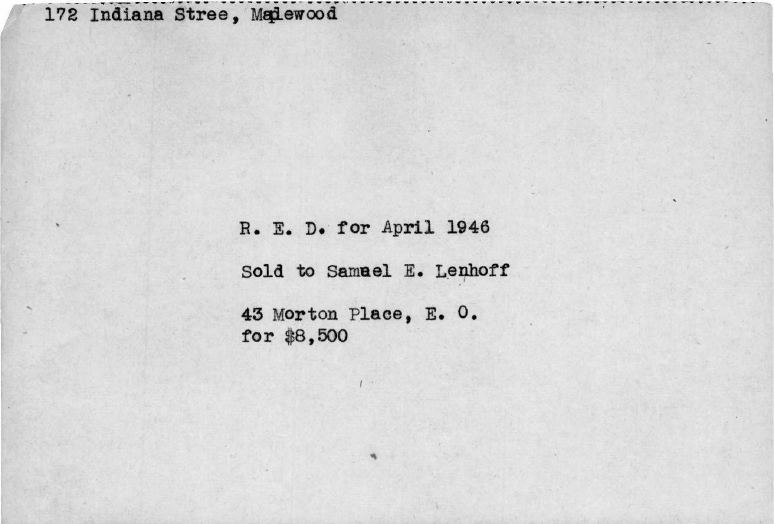 172 Indiana Stree, Maplewood
R. E. D. for April 1946
Sold to Samuel E. Lenhoff
43 Morton Place, E. O.
for $8,500